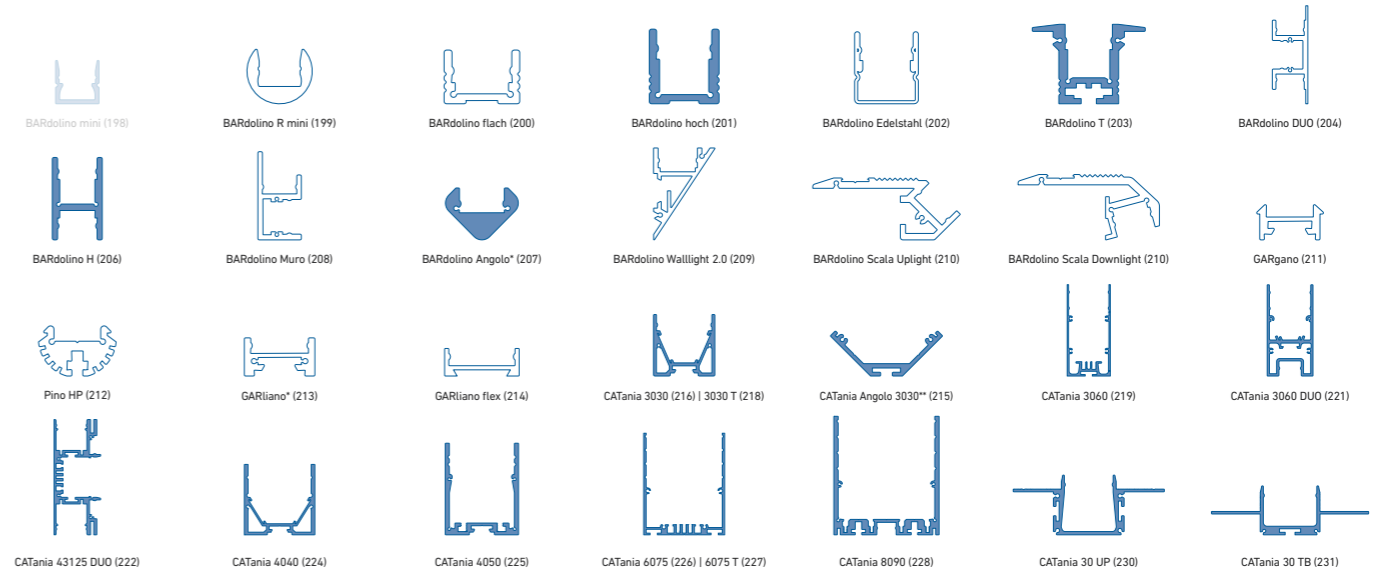 BARdolino mini (198)
BARdolino R mini (199)
BARdolino flach (200)
BARdolino hoch (201)
BARdolino Edelstahl (202)
BARdolino T (203)
BARdolino DUO (204)
BARdolino H (206)
BARdolino Muro (208)
BARdolino Angolo* (207)
BARdolino Walllight 2.0 (209)
BARdolino Scala Uplight (210)
BARdolino Scala Downlight (210)
GARgano (211)
Pino HP (212)
GARliano* (213)
GARliano flex (214)
CATania 3030 (216) | 3030 T (218)
CATania Angolo 3030** (215)
CATania 3060 (219)
CATania 3060 DUO (221)
CATania 43125 DUO (222)
CATania 4040 (224)
CATania 4050 (225)
CATania 6075 (226) | 6075 T (227)
CATania 8090 (228)
CATania 30 UP (230)
CATania 30 TB (231)